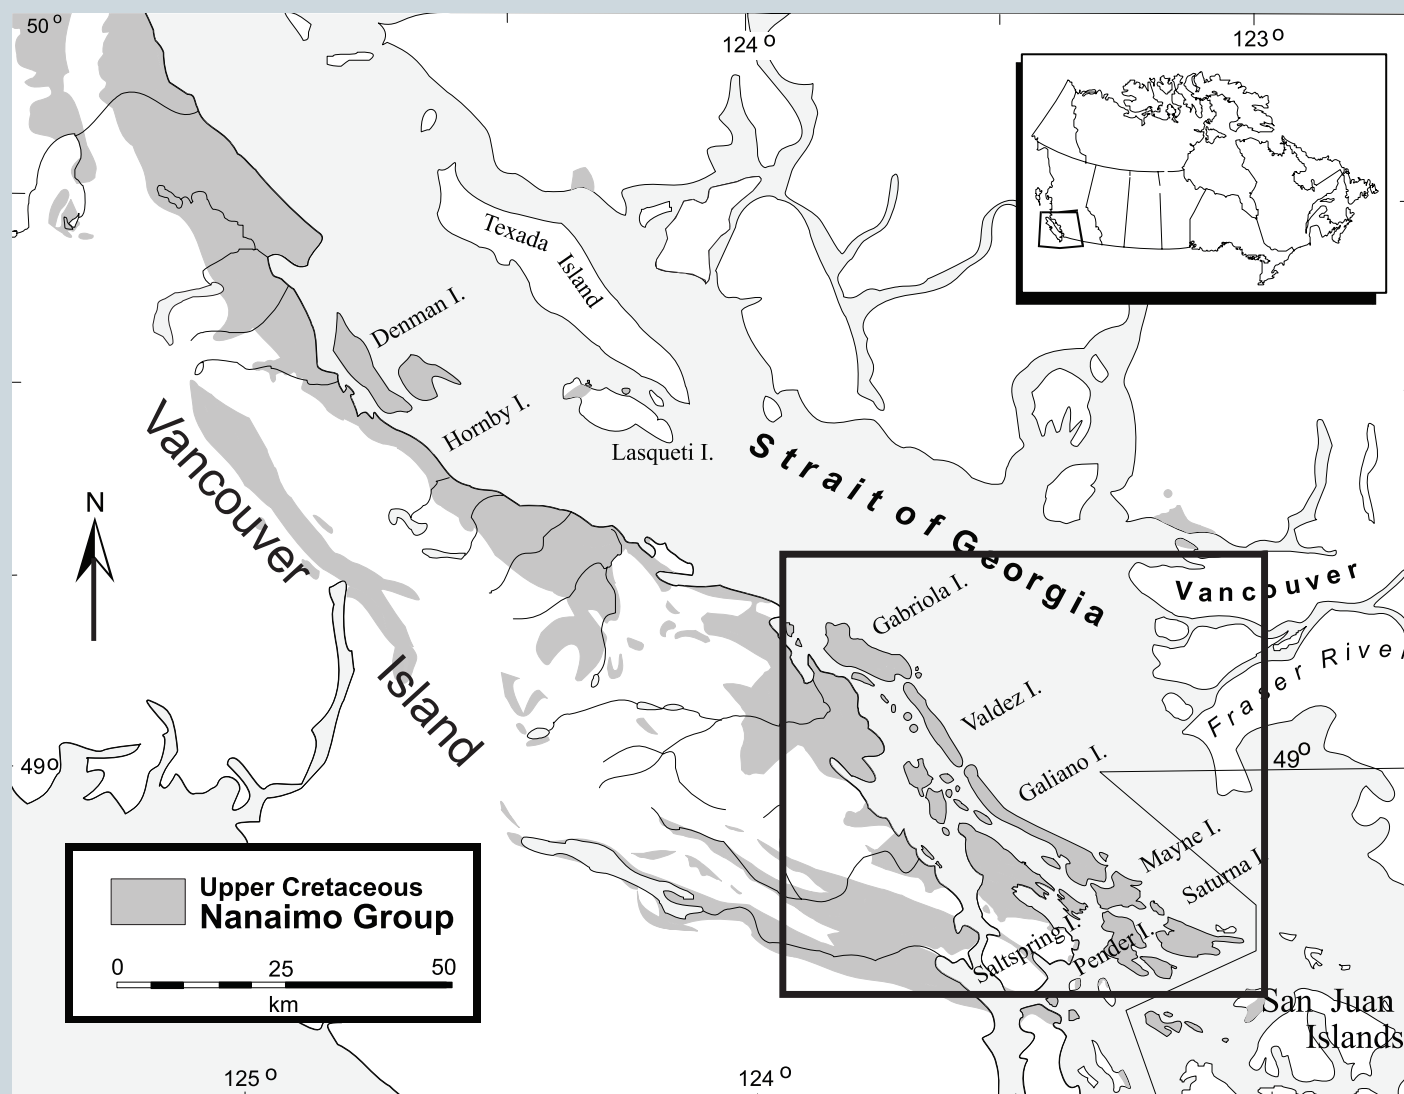 50°
124°
123°
Texada
Island
Denman I.
Hornby I.
Lasqueti I.
Strait of Georgia
Vancouver
Island
N
Gabriola I.
Vancouver
Fraser River
Valdez I.
49°
49°
Galiano I.
Mayne I.
Saturna I.
Saltspring I.
Pender I.
Upper Cretaceous
Nanaimo Group
0 25 50
km
San Juan
Islands
125°
124°